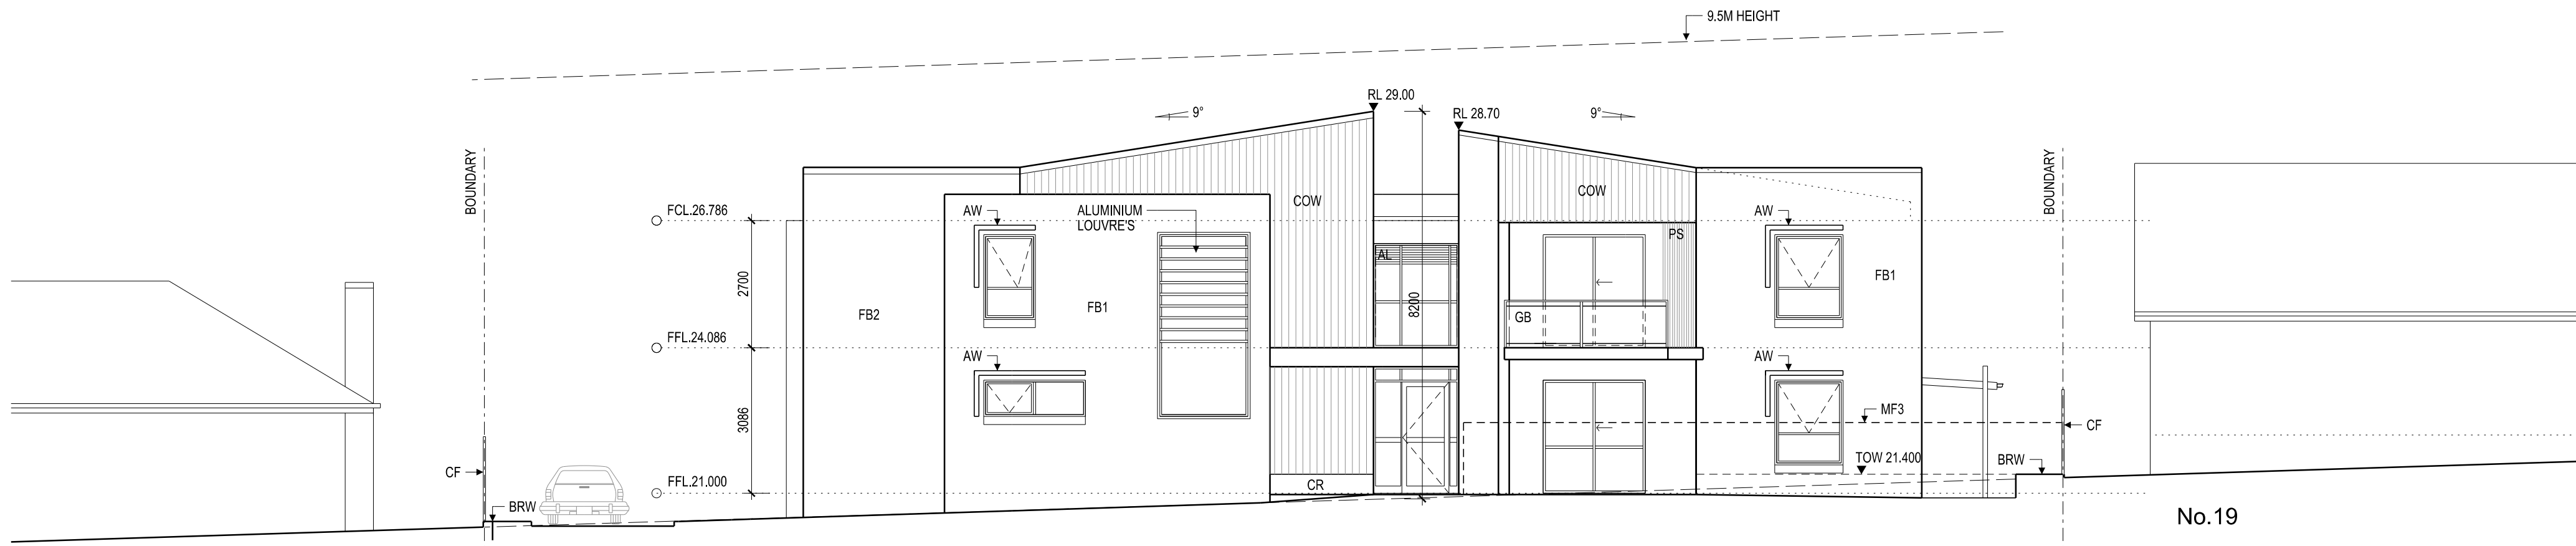 9.5M HEIGHT
RL 29.00
9°
RL 28.70
9°
BOUNDARY
BOUNDARY
FCL.26.786
AW
ALUMINIUM
LOUVRE'S
COW
COW
AW
PS
AL
FB1
2700
FB2
FB1
8200
GB
FFL.24.086
AW
AW
3086
MF3
CF
CF
TOW 21.400
BRW
FFL.21.000
CR
BRW
No.19